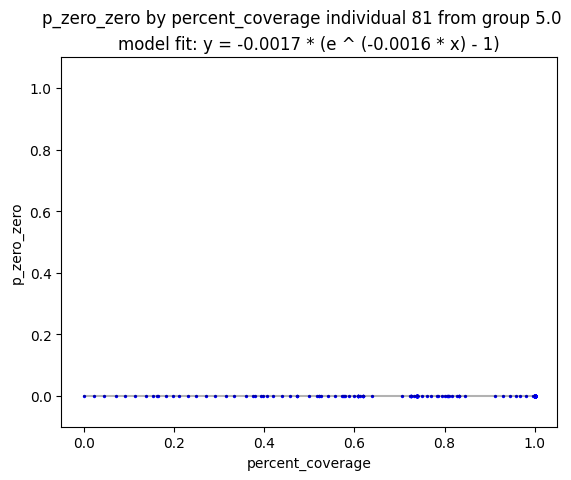 p_zero_zero by percent_coverage individual 81 from group 5.0
model fit: y = -0.0017 * (e ^ (-0.0016 * x) - 1)
1.0
0.8
0.6
0.4
0.2
0.0
p_zero_zero
0.0 0.2 0.4 0.6 0.8 1.0
percent_coverage